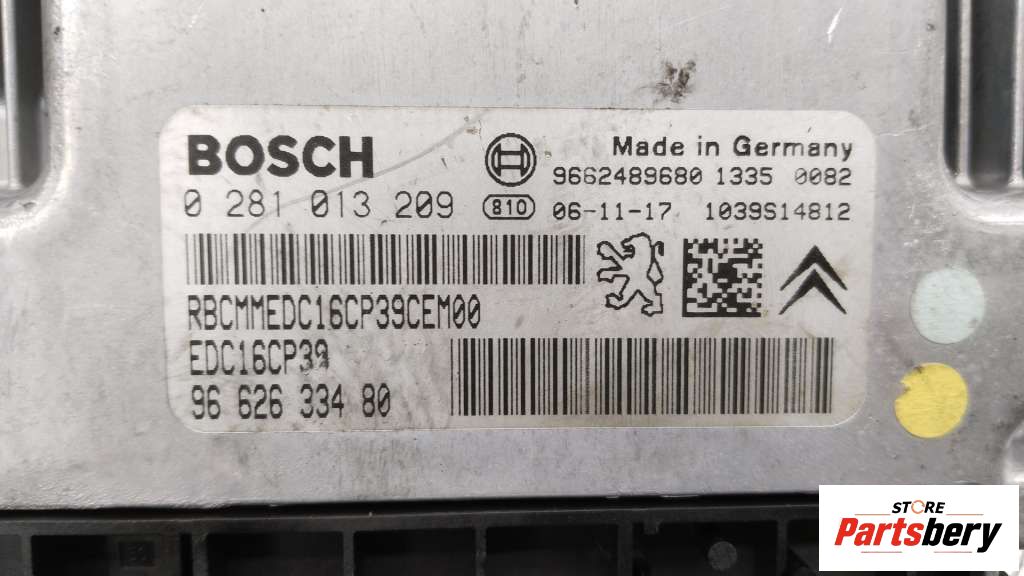 BOSCH
Made in Germany
0 281 013 209
810
9662489680 1335 0082
06-11-17 1039S14812
RBCMMEDC16CP39CEM00
EDC16CP39
96 626 334 80
STORE
Partsbery